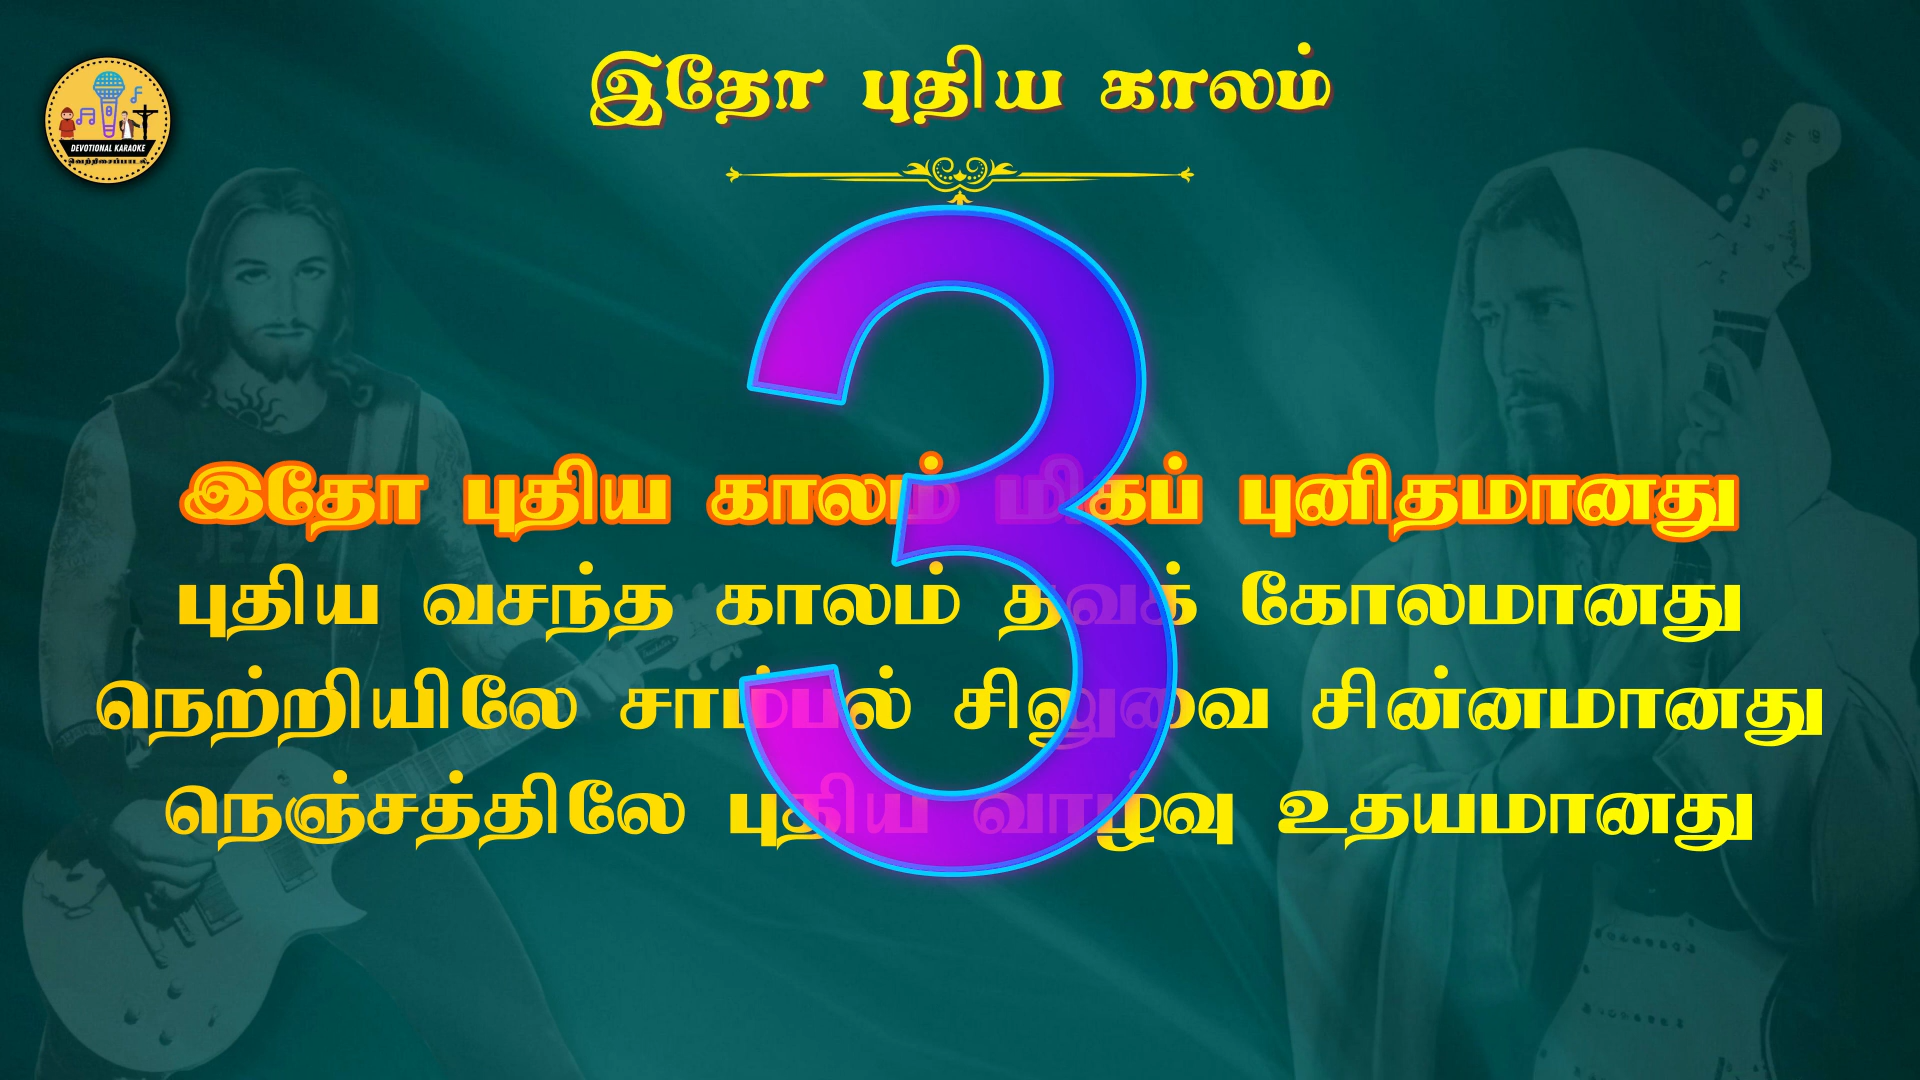 இதோ புதிய காலம்
DEVOTIONAL KARAOKE
3
இதோ புதிய காலம் மிகப் புனிதமானது
புதிய வசந்த காலம் தவக் கோலமானது
நெற்றியிலே சாம்பல் சிலுவை சின்னமானது
நெஞ்சத்திலே புதிய வாழ்வு உதயமானது